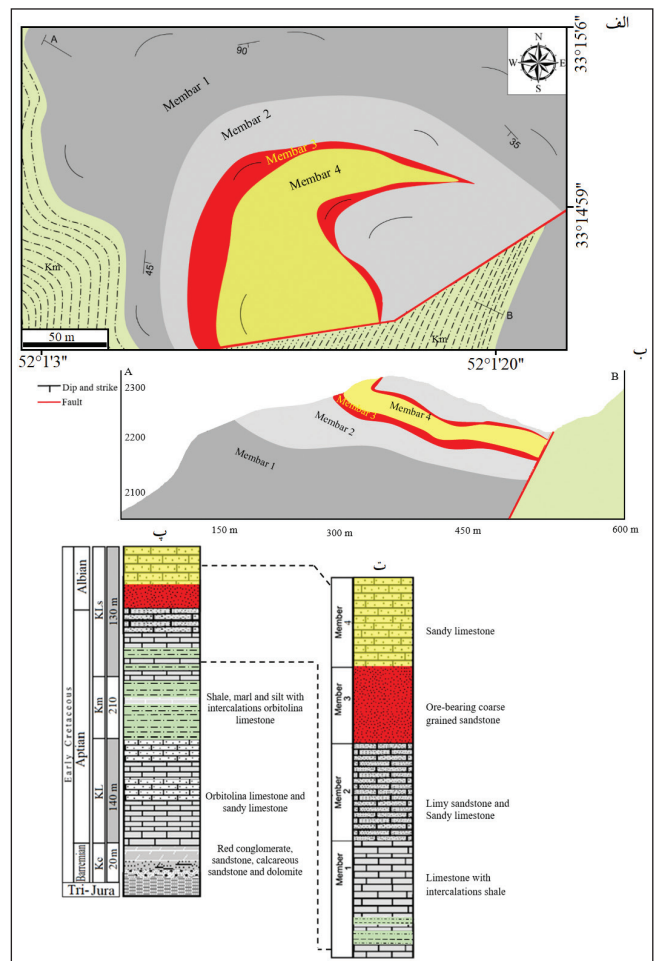 الف
A
90
N
W
E
S
33°15'6"
Membar 1
Membar 2
Membar 3
35
Membar 4
33°14'59"
Km
45
B
Km
50 m
52°1'3"
52°1'20"
ب
Dip and strike
Fault
A
B
2300
2200
2100
Membar 3
Membar 4
Membar 2
Membar 1
150 m
300 m
450 m
600 m
پ
ت
Early Cretaceous
Albian
Aptian
Barremian
Tri-Jura
KLs
130 m
Km
210
KL
140 m
Kc
20 m
Shale, marl and silt with
intercalations orbitolina
limestone
Orbitolina limestone and
sandy limestone
Red conglomerate,
sandstone, calcareous
sandstone and dolomite
Member 4
Sandy limestone
Member 3
Ore-bearing coarse
grained sandstone
Member 2
Limy sandstone and
Sandy limestone
Member 1
Limestone with
intercalations shale